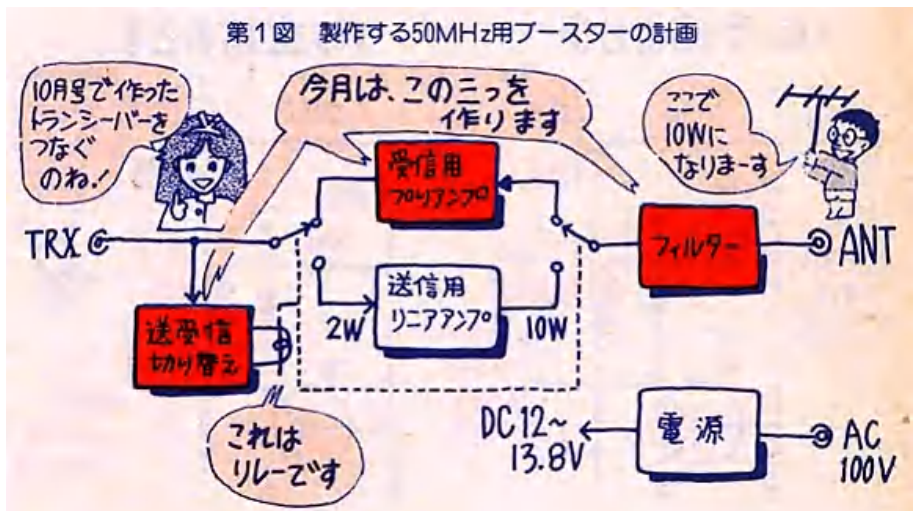 第1図 製作する50MHz用ブースターの計画
10月号で作った
トランシーバーを
つなぐ
のね!
今月は、この三っを
作ります
ここで
10Wに
なりまーす
受信用
プリアンプ
TRX
フィルター
ANT
送信用
リニアアンプ
2W
10W
送受信
切り替え
これは
リレーです
DC12~
13.8V
電源
AC
100V